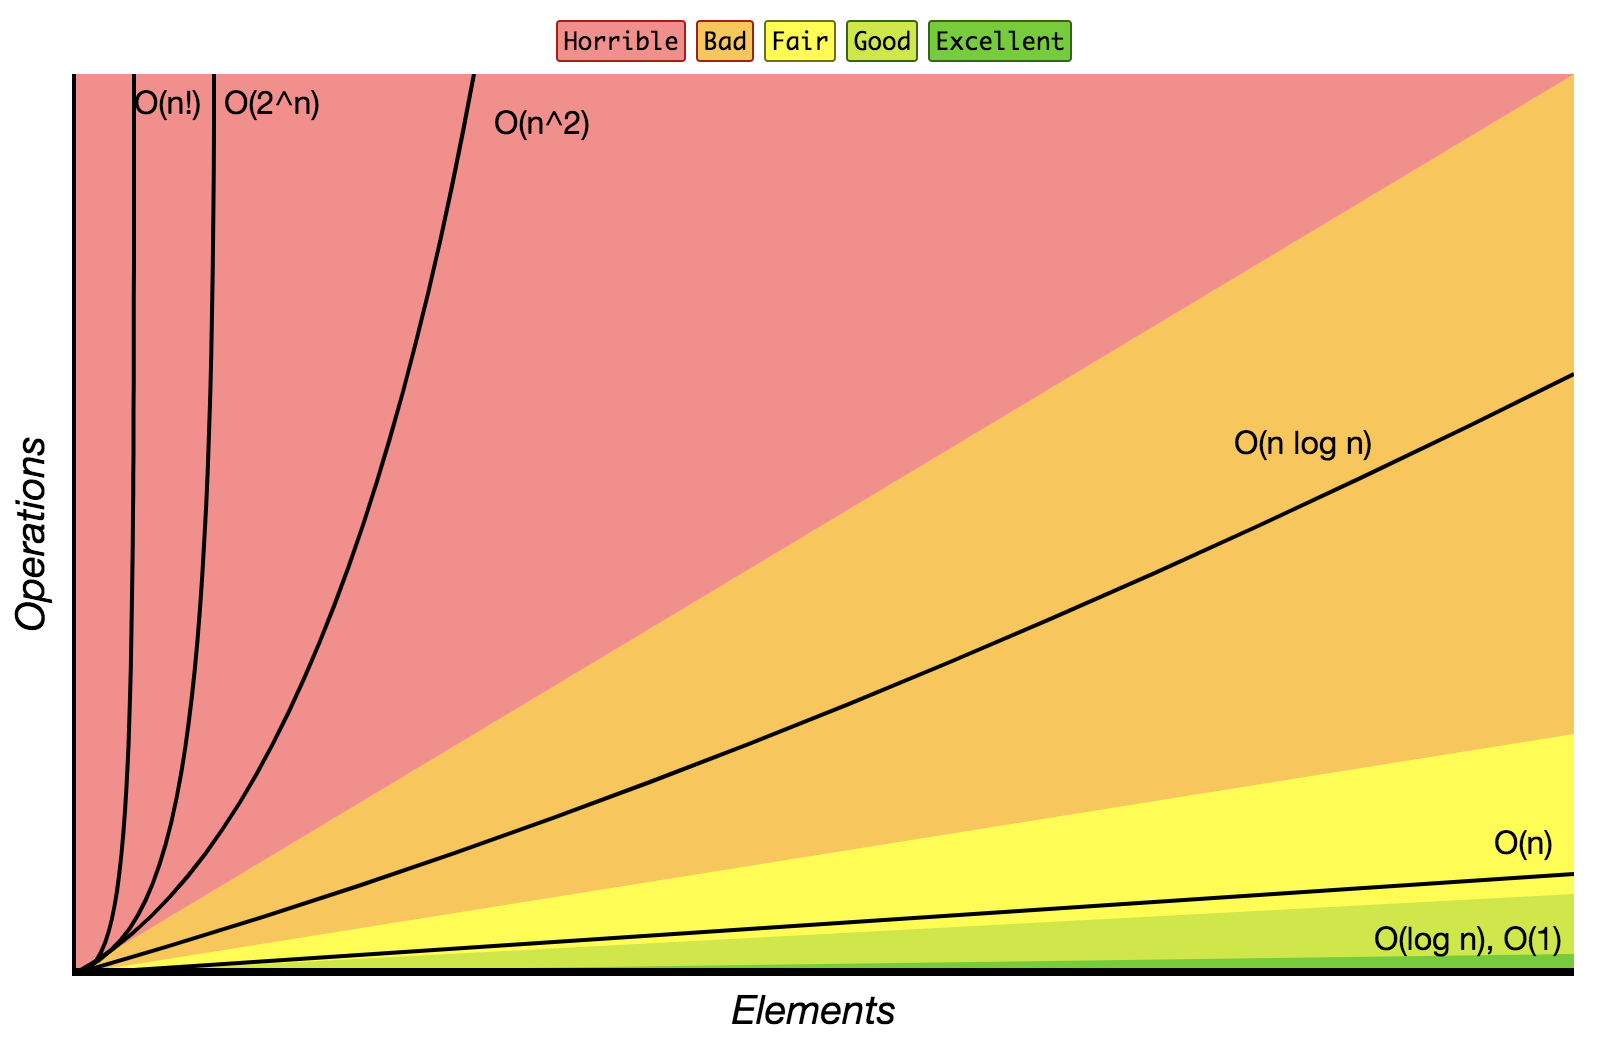 Horrible Bad Fair Good Excellent
O(n!) O(2^n)
O(n^2)
O(n log n)
Operations
O(n)
O(log n), O(1)
Elements